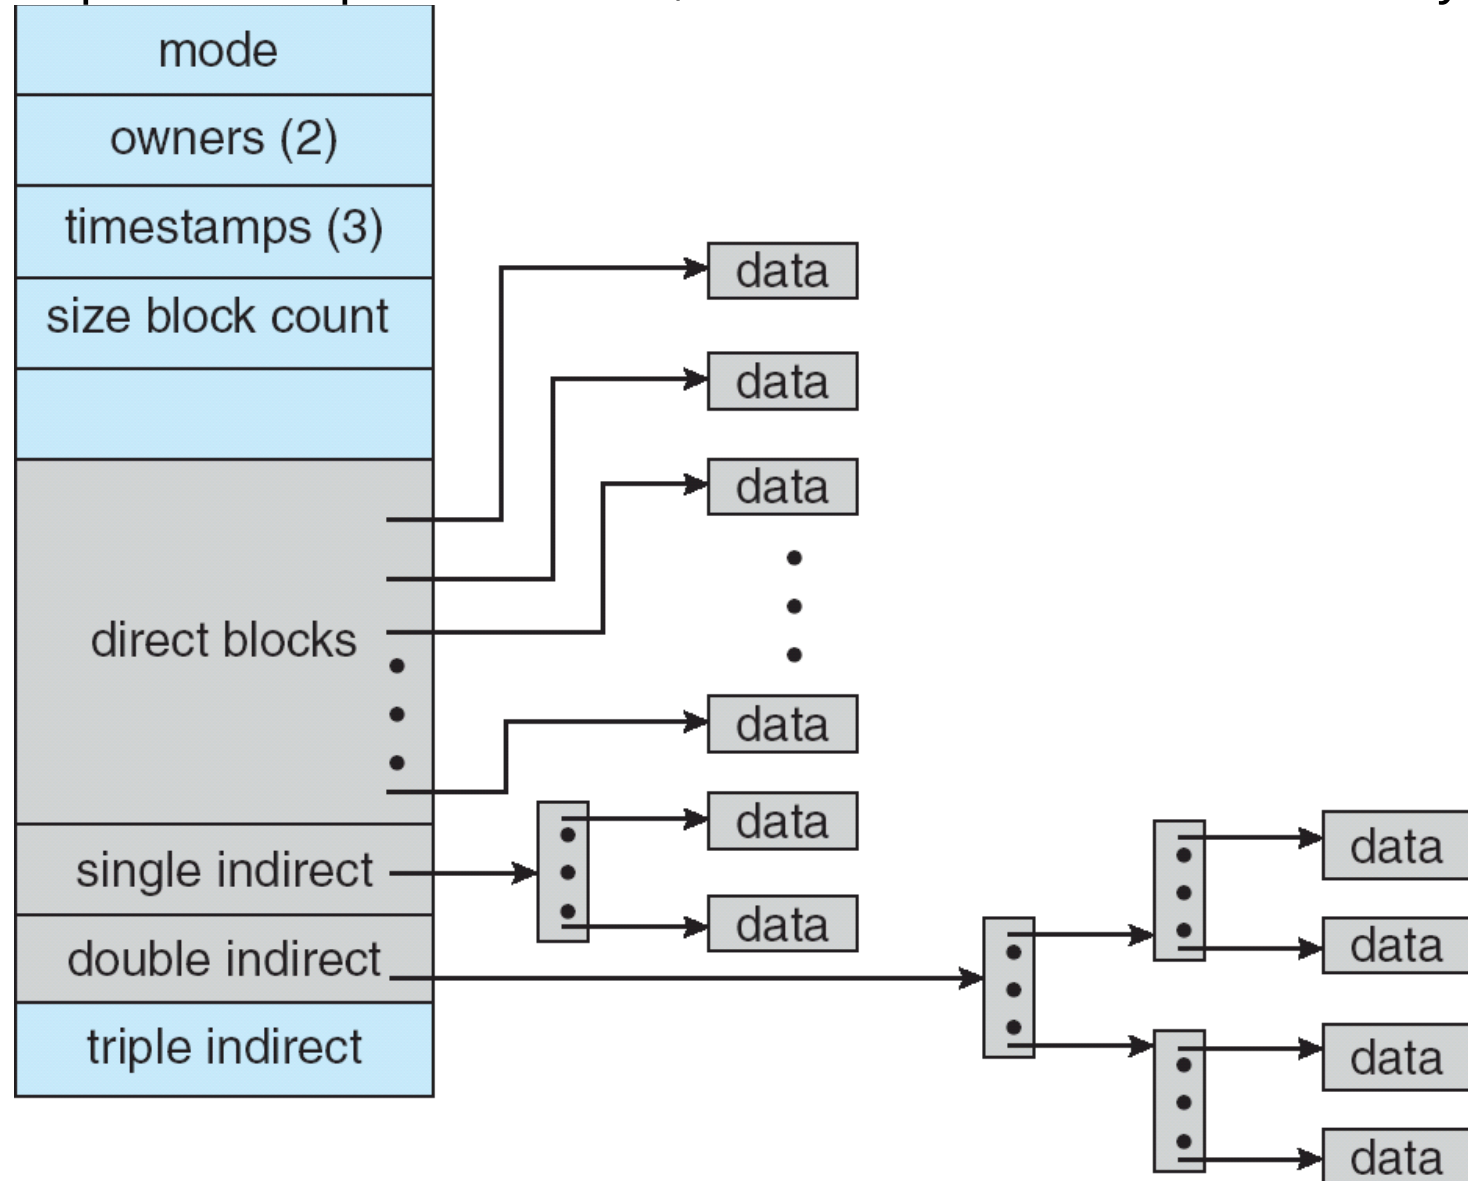 mode
owners (2)
timestamps (3)
size block count
direct blocks
single indirect
double indirect
triple indirect
data
data
data
data
data
data
data
data
data
data